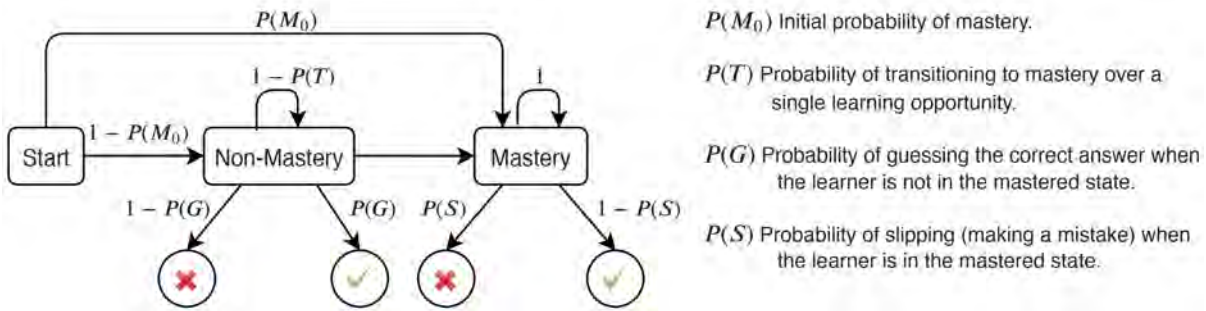 P(M₀)
1 − P(T)
1
1 − P(M₀)
Start
Non-Mastery
Mastery
1 − P(G)
P(G)
P(S)
1 − P(S)
P(M₀) Initial probability of mastery.
P(T) Probability of transitioning to mastery over a
single learning opportunity.
P(G) Probability of guessing the correct answer when
the learner is not in the mastered state.
P(S) Probability of slipping (making a mistake) when
the learner is in the mastered state.